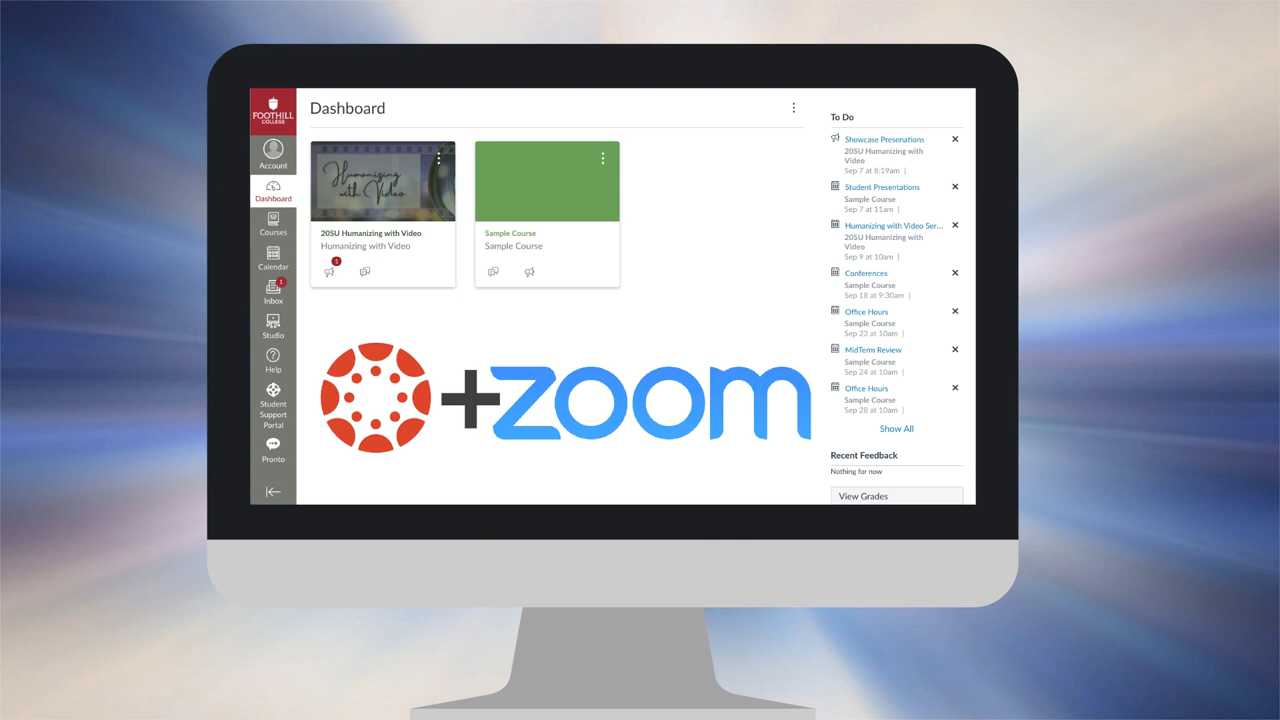 FOOTHILL
COLLEGE
Account
Dashboard
Courses
Calendar
1
Inbox
Studio
Help
Student
Support
Portal
Pronto
Dashboard
Humanizing
with Video
20SU Humanizing with Video
Humanizing with Video
1
Sample Course
Sample Course
+zoom
To Do
Showcase Presenations
20SU Humanizing with
Video
Sep 7 at 8:19am |
Student Presentations
Sample Course
Sep 7 at 11am |
Humanizing with Video Ser...
20SU Humanizing with
Video
Sep 9 at 10am |
Conferences
Sample Course
Sep 18 at 9:30am |
Office Hours
Sample Course
Sep 23 at 10am |
MidTerm Review
Sample Course
Sep 24 at 10am |
Office Hours
Sample Course
Sep 28 at 10am |
Show All
Recent Feedback
Nothing for now
View Grades